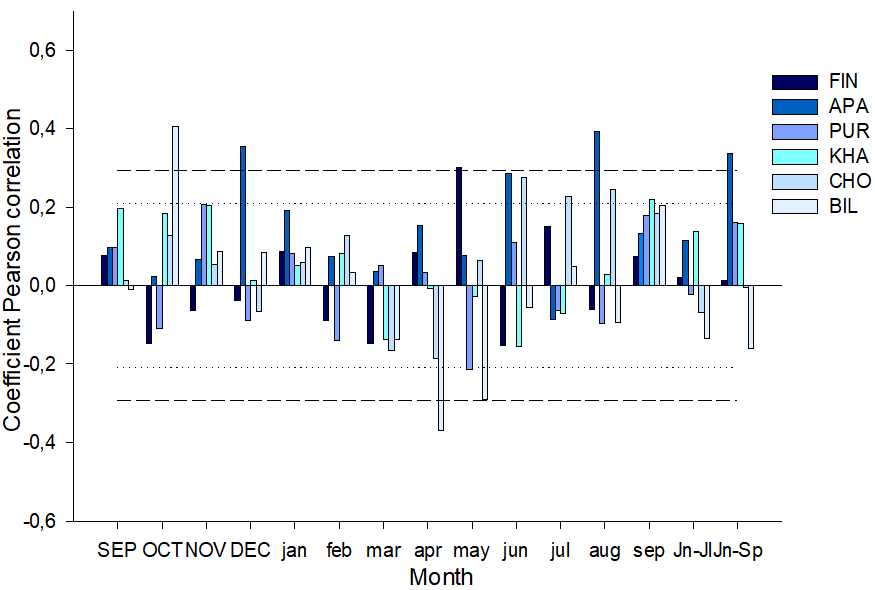 Coefficient Pearson correlation
0,6
0,4
0,2
0,0
-0,2
-0,4
-0,6
SEP OCT NOV DEC jan feb mar apr may jun jul aug sep Jn-Jl Jn-Sp
Month
FIN
APA
PUR
KHA
CHO
BIL